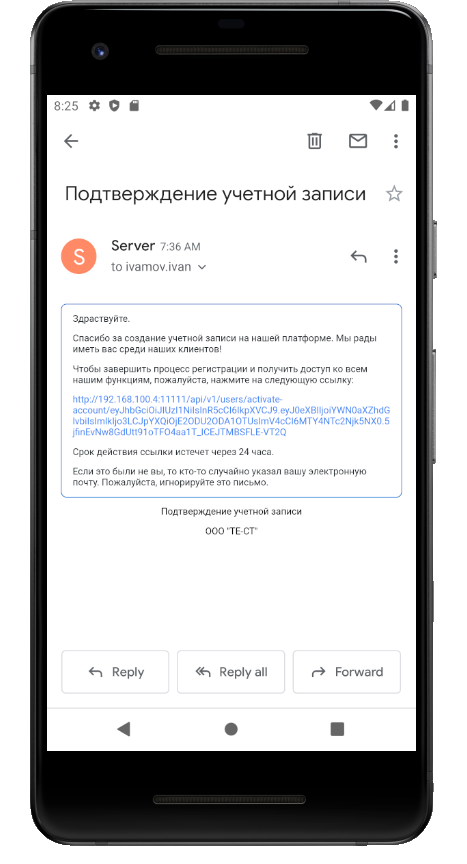 8:25
Подтверждение учетной записи
S
Server 7:36 AM
to ivamov.ivan
Здраствуйте.
Спасибо за создание учетной записи на нашей платформе. Мы рады
иметь вас среди наших клиентов!
Чтобы завершить процесс регистрации и получить доступ ко всем
нашим функциям, пожалуйста, нажмите на следующую ссылку:
http://192.168.100.4:11111/api/v1/users/activate-
account/eyJhbGciOiJIUzI1NiIsInR5cCI6IkpXVCJ9.eyJ0eXBlIjoiYWN0aXZhdG
lvbiIsImlkIjo3LCJpYXQiOjE2ODU2ODA1OTUsImV4cCI6MTY4NTc2Njk5NX0.5
jfinEvNw8GdUtt91oTFO4aa1T_ICEJTMBSFLE-VT2Q
Срок действия ссылки истечет через 24 часа.
Если это были не вы, то кто-то случайно указал вашу электронную
почту. Пожалуйста, игнорируйте это письмо.
Подтверждение учетной записи
ООО "ТЕ-СТ"
Reply
Reply all
Forward